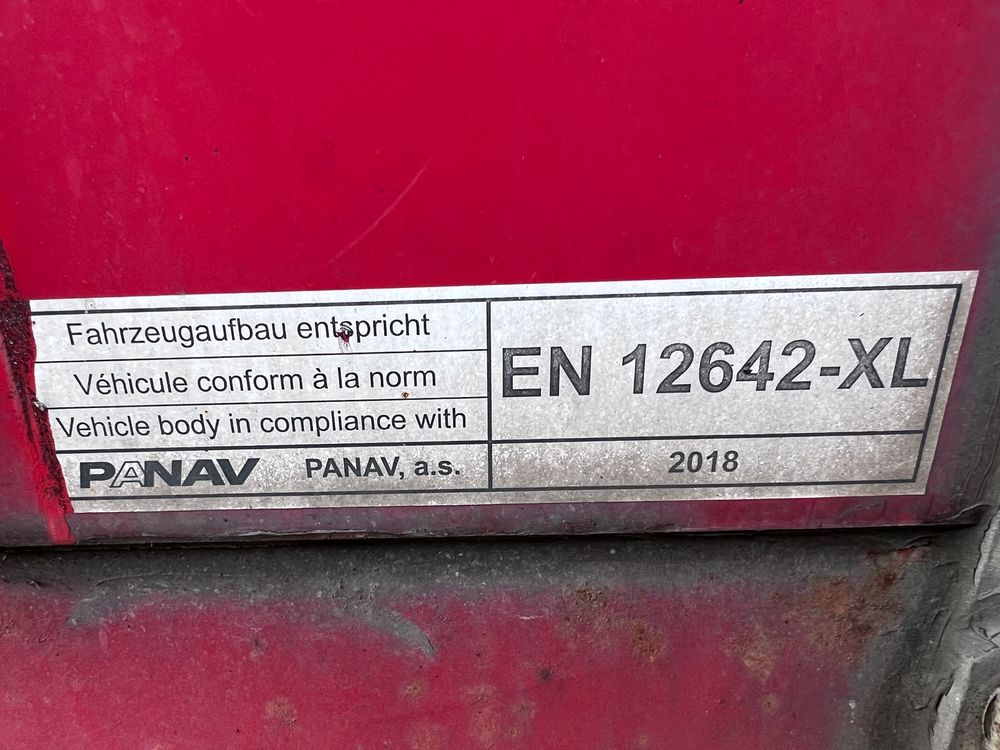 Fahrzeugaufbau entspricht
Véhicule conform à la norm
Vehicle body in compliance with
EN 12642-XL
PANAV PANAV, a.s.
2018